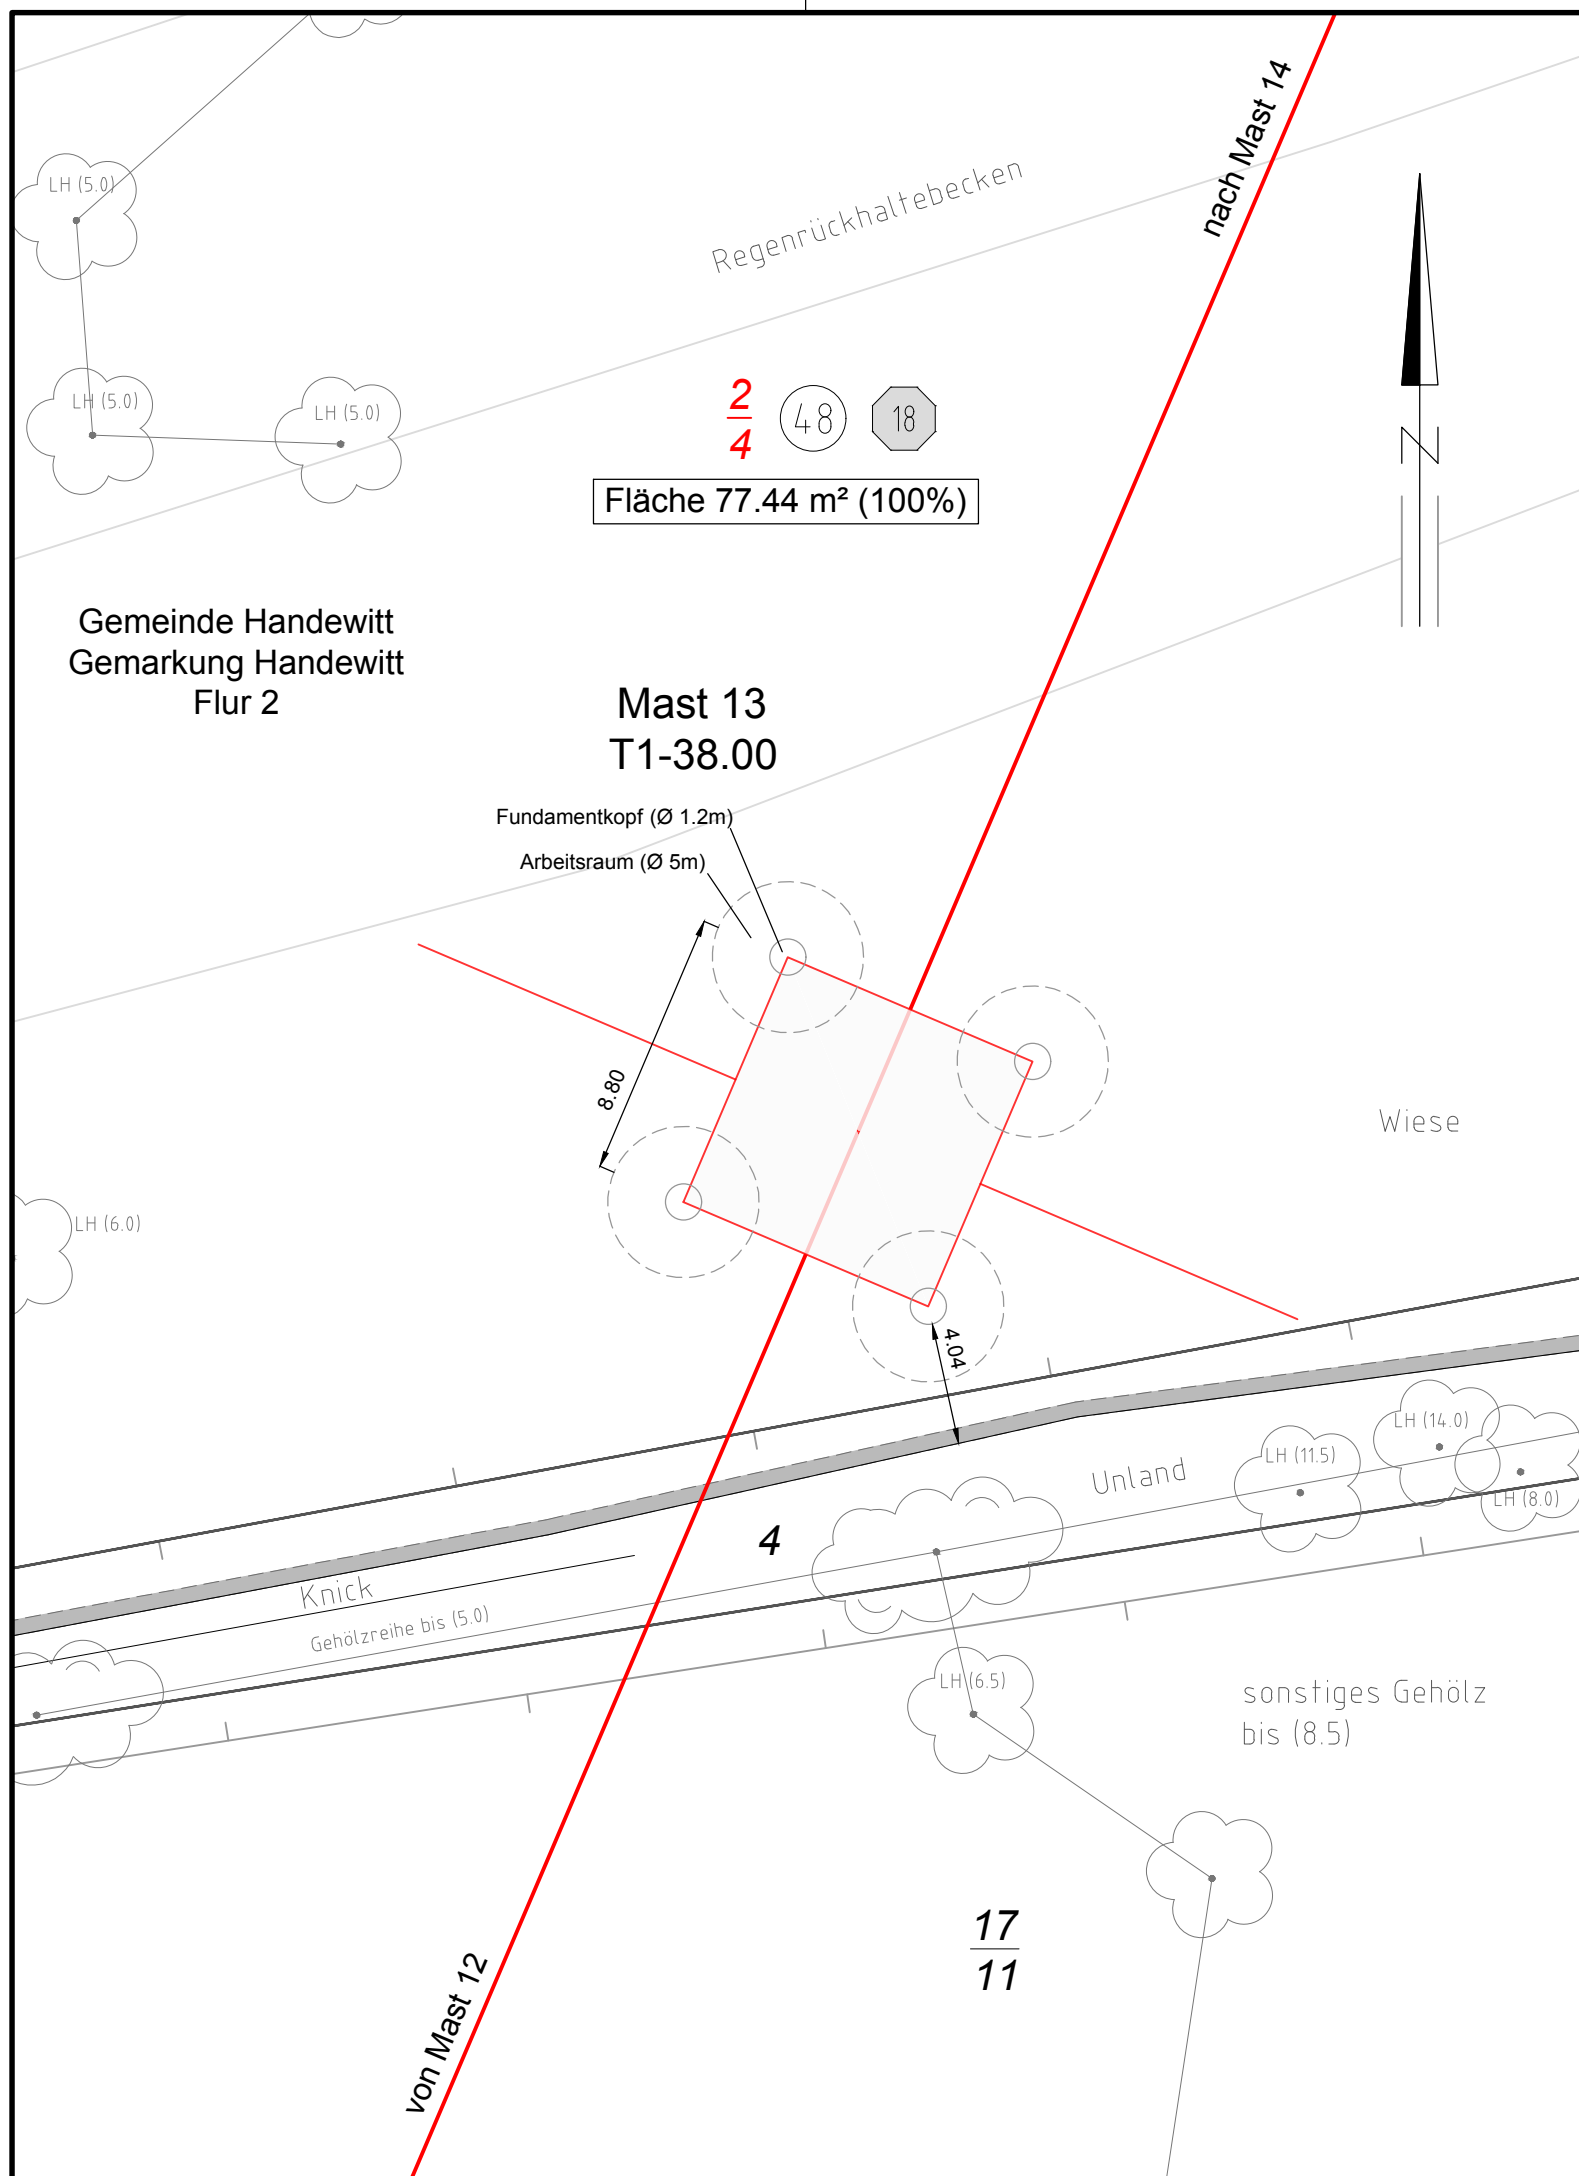 nach Mast 14
LH (5.0)
Regenrückhaltebecken
LH (5.0)
LH (5.0)
2
4
48
18
Fläche 77.44 m² (100%)
N
Gemeinde Handewitt
Gemarkung Handewitt
Flur 2
Mast 13
T1-38.00
Fundamentkopf (Ø 1.2m)
Arbeitsraum (Ø 5m)
8.80
Wiese
LH (6.0)
4.04
LH (14.0)
LH (11.5)
Unland
LH (8.0)
4
Knick
Gehölzreihe bis (5.0)
LH (6.5)
sonstiges Gehölz
bis (8.5)
17
11
von Mast 12